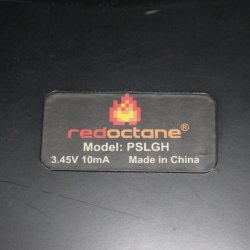 redoctane®
Model: PSLGH
3.45V 10mA Made in China